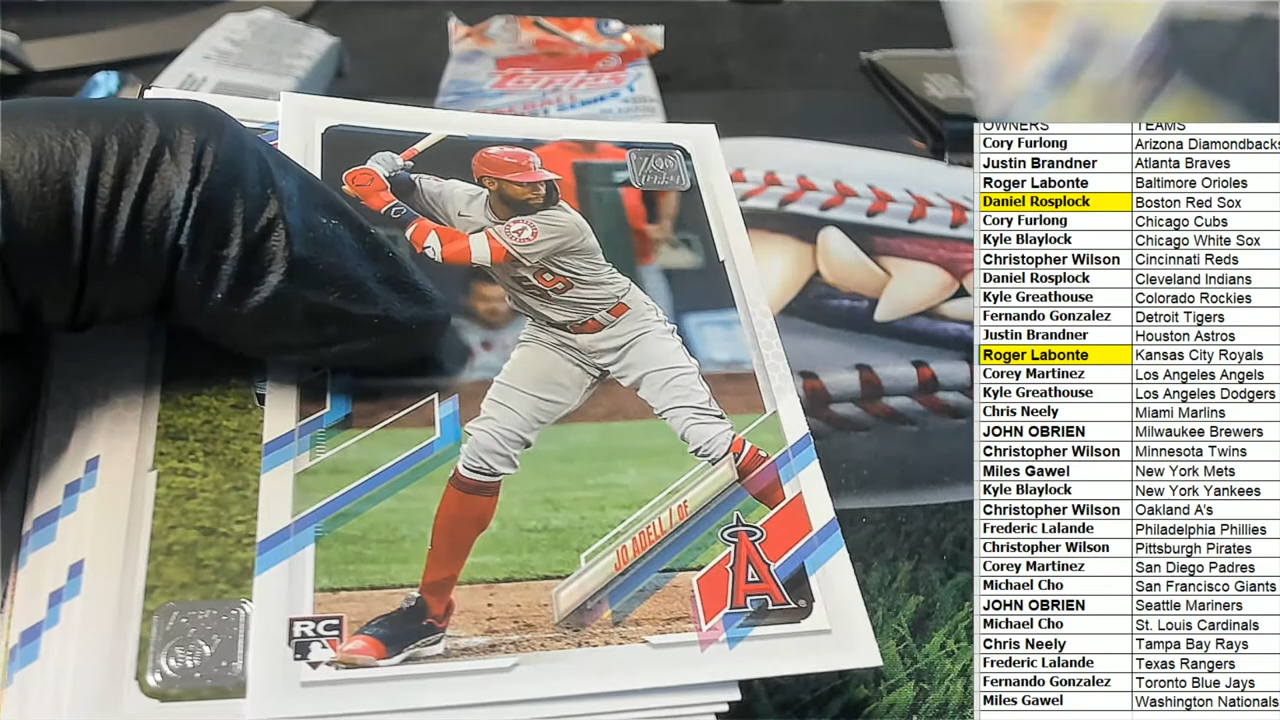 Topps
BASEBALL
SERIES 1
70
Topps
A
59
JO ADELL / OF
A
RC
OWNERS TEAMS
Cory Furlong Arizona Diamondbacks
Justin Brandner Atlanta Braves
Roger Labonte Baltimore Orioles
Daniel Rosplock Boston Red Sox
Cory Furlong Chicago Cubs
Kyle Blaylock Chicago White Sox
Christopher Wilson Cincinnati Reds
Daniel Rosplock Cleveland Indians
Kyle Greathouse Colorado Rockies
Fernando Gonzalez Detroit Tigers
Justin Brandner Houston Astros
Roger Labonte Kansas City Royals
Corey Martinez Los Angeles Angels
Kyle Greathouse Los Angeles Dodgers
Chris Neely Miami Marlins
JOHN OBRIEN Milwaukee Brewers
Christopher Wilson Minnesota Twins
Miles Gawel New York Mets
Kyle Blaylock New York Yankees
Christopher Wilson Oakland A's
Frederic Lalande Philadelphia Phillies
Christopher Wilson Pittsburgh Pirates
Corey Martinez San Diego Padres
Michael Cho San Francisco Giants
JOHN OBRIEN Seattle Mariners
Michael Cho St. Louis Cardinals
Chris Neely Tampa Bay Rays
Frederic Lalande Texas Rangers
Fernando Gonzalez Toronto Blue Jays
Miles Gawel Washington Nationals